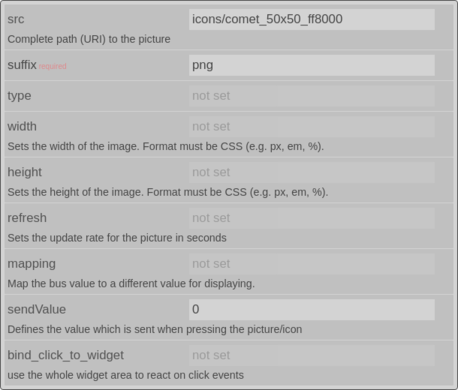 src icons/comet_50x50_ff8000
Complete path (URI) to the picture
suffix required png
type not set
width not set
Sets the width of the image. Format must be CSS (e.g. px, em, %).
height not set
Sets the height of the image. Format must be CSS (e.g. px, em, %).
refresh not set
Sets the update rate for the picture in seconds
mapping not set
Map the bus value to a different value for displaying.
sendValue 0
Defines the value which is sent when pressing the picture/icon
bind_click_to_widget not set
use the whole widget area to react on click events